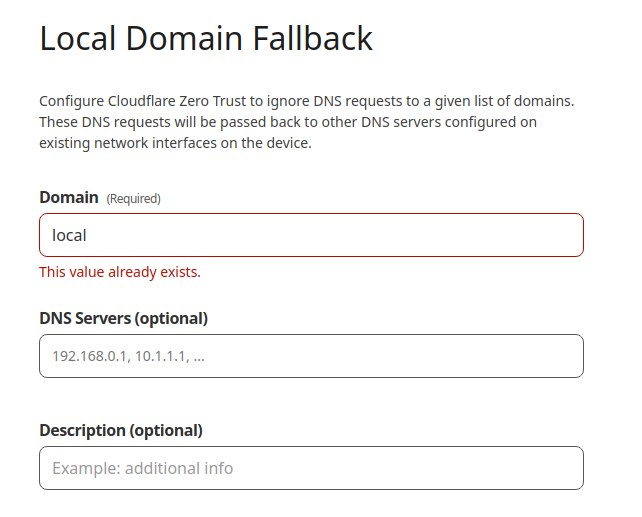 Local Domain Fallback
Configure Cloudflare Zero Trust to ignore DNS requests to a given list of domains.
These DNS requests will be passed back to other DNS servers configured on
existing network interfaces on the device.
Domain (Required)
local
This value already exists.
DNS Servers (optional)
192.168.0.1, 10.1.1.1, ...
Description (optional)
Example: additional info